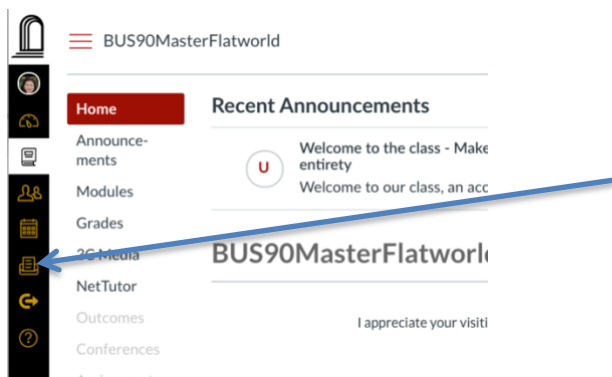 BUS90MasterFlatworld
Home
Announce-
ments
Modules
Grades
3C Media
NetTutor
Outcomes
Conferences
Recent Announcements
U
Welcome to the class - Make
entirety
Welcome to our class, an acc
BUS90MasterFlatworl
I appreciate your visiti